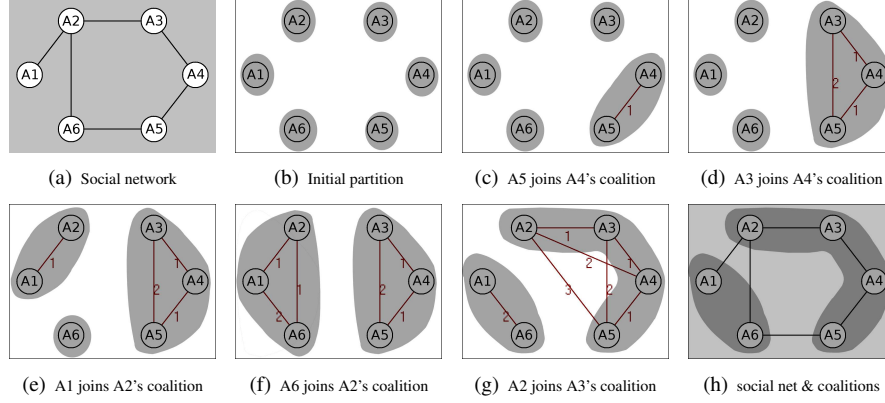 A2 A3 A1 A4 A6 A5
(a) Social network
A2 A3 A1 A4 A6 A5
(b) Initial partition
A2 A3 A1 A4 1 A6 A5
(c) A5 joins A4's coalition
A2 A3 1 A1 2 A4 1 A6 A5
(d) A3 joins A4's coalition
A2 A3 1 1 A1 2 A4 1 A6 A5
(e) A1 joins A2's coalition
A2 A3 1 1 A1 1 2 A4 2 1 A6 A5
(f) A6 joins A2's coalition
A2 1 A3 2 1 A1 3 2 A4 2 1 A6 A5
(g) A2 joins A3's coalition
A2 A3 A1 A4 A6 A5
(h) social net & coalitions